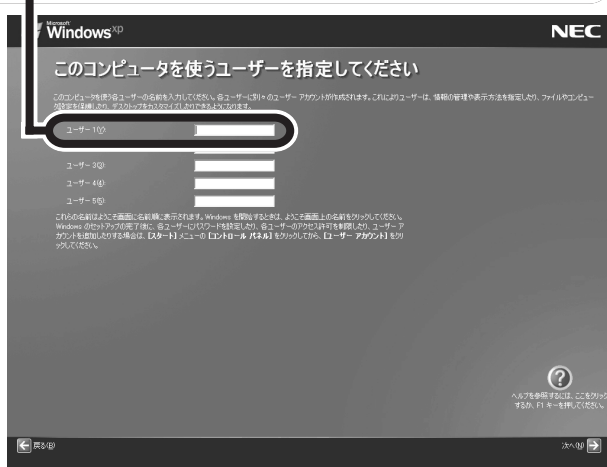 Microsoft
Windows xp
NEC
このコンピュータを使うユーザーを指定してください
このコンピュータを使う各ユーザーの名前を入力してください。各ユーザーに別々のユーザー アカウントが作成されます。これによりユーザーは、情報の管理や表示方法を指定したり、ファイルやコンピュー
タ設定を保護したり、デスクトップをカスタマイズしたりできるようになります。
ユーザー 1(Y):
ユーザー 3(3):
ユーザー 4(4):
ユーザー 5(5):
これらの名前はようこそ画面に名前順に表示されます。Windows を開始するときは、ようこそ画面上の名前をクリックしてください。
Windows のセットアップの完了後に、各ユーザーにパスワードを設定したり、各ユーザーのアクセス許可を制限したり、ユーザー ア
カウントを追加したりする場合は、[スタート] メニューの [コントロール パネル] をクリックしてから、[ユーザー アカウント] をクリ
ックしてください。
ヘルプを参照するには、ここをクリック
するか、F1 キーを押してください。
戻る(B)
次へ(N)